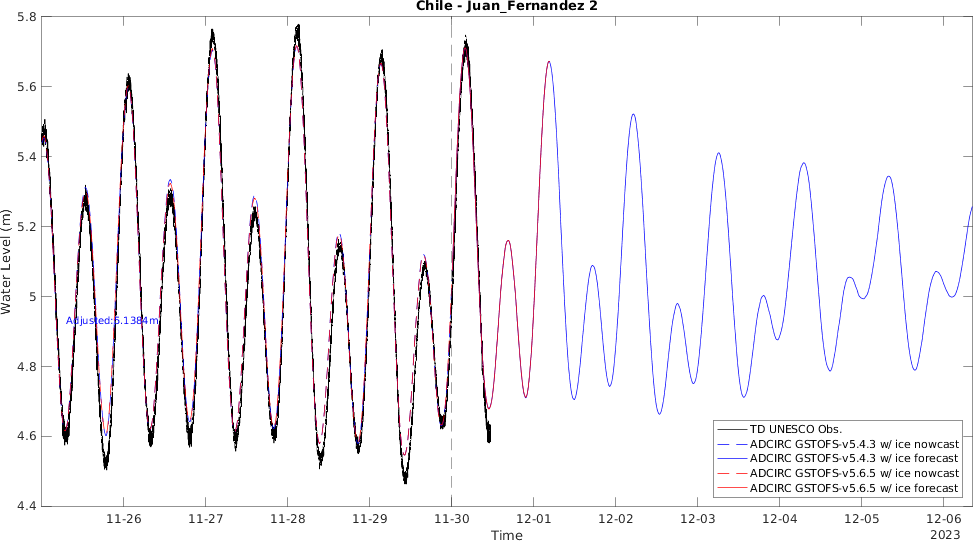 Chile - Juan_Fernandez 2
5.8
5.6
5.4
5.2
5
4.8
4.6
4.4
Water Level (m)
Adjusted:5.1384m
TD UNESCO Obs.
ADCIRC GSTOFS-v5.4.3 w/ ice nowcast
ADCIRC GSTOFS-v5.4.3 w/ ice forecast
ADCIRC GSTOFS-v5.6.5 w/ ice nowcast
ADCIRC GSTOFS-v5.6.5 w/ ice forecast
11-26 11-27 11-28 11-29 11-30 12-01 12-02 12-03 12-04 12-05 12-06
2023
Time